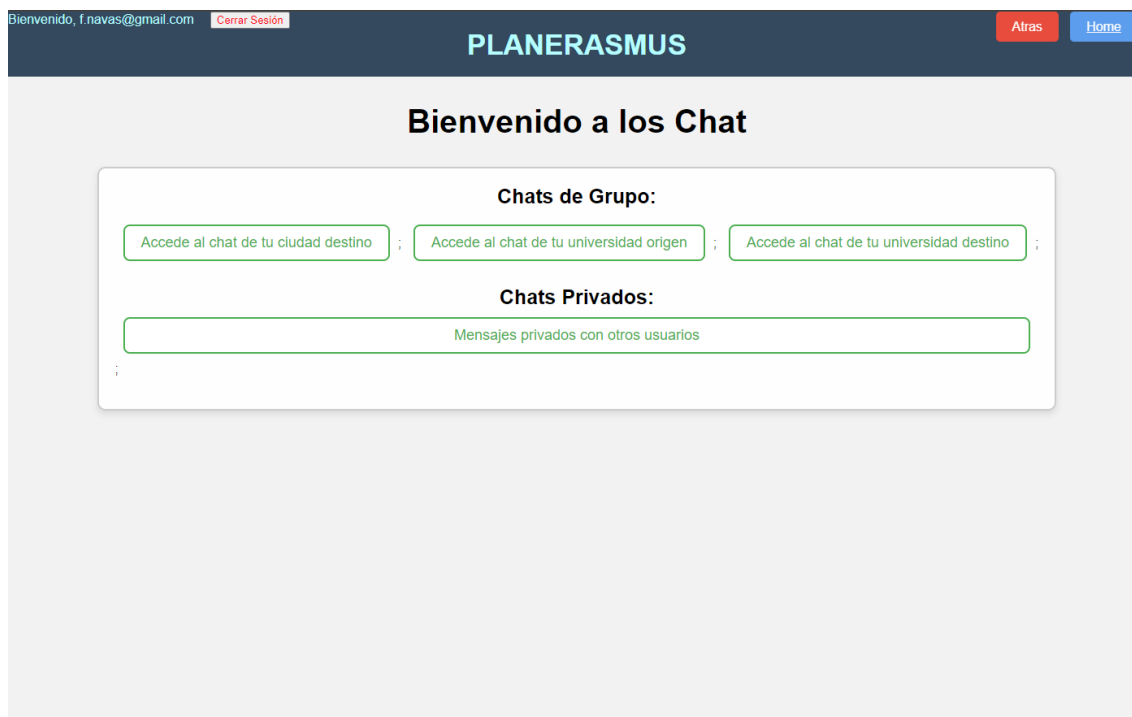 Bienvenido, f.navas@gmail.com Cerrar Sesión
PLANERASMUS
Atras Home
Bienvenido a los Chat
Chats de Grupo:
Accede al chat de tu ciudad destino ; Accede al chat de tu universidad origen ; Accede al chat de tu universidad destino ;
Chats Privados:
Mensajes privados con otros usuarios
;